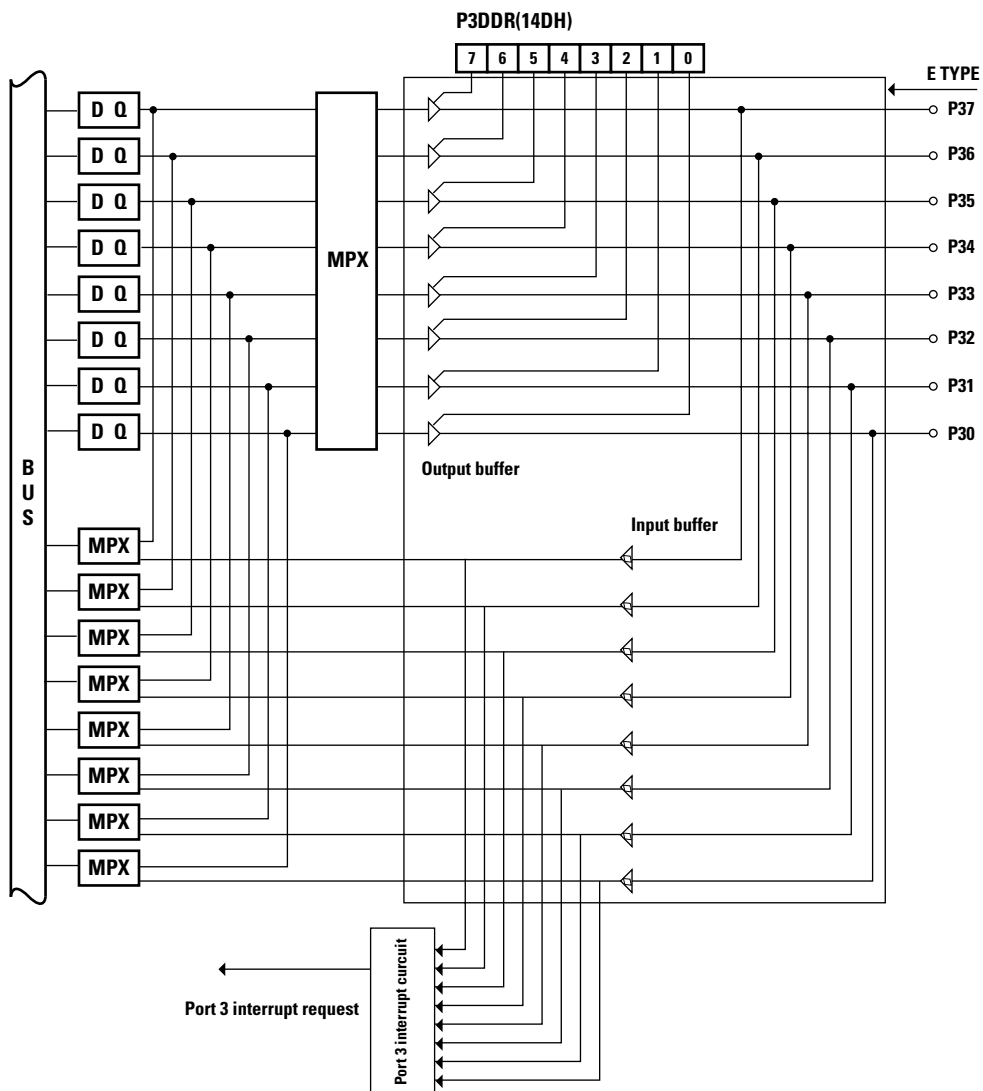 P3DDR(14DH)
7 6 5 4 3 2 1 0
E TYPE
D Q
P37
D Q
P36
D Q
P35
D Q
MPX
P34
D Q
P33
D Q
P32
D Q
P31
D Q
P30
BUS
Output buffer
Input buffer
MPX
MPX
MPX
MPX
MPX
MPX
MPX
MPX
Port 3 interrupt request
Port 3 interrupt curcuit